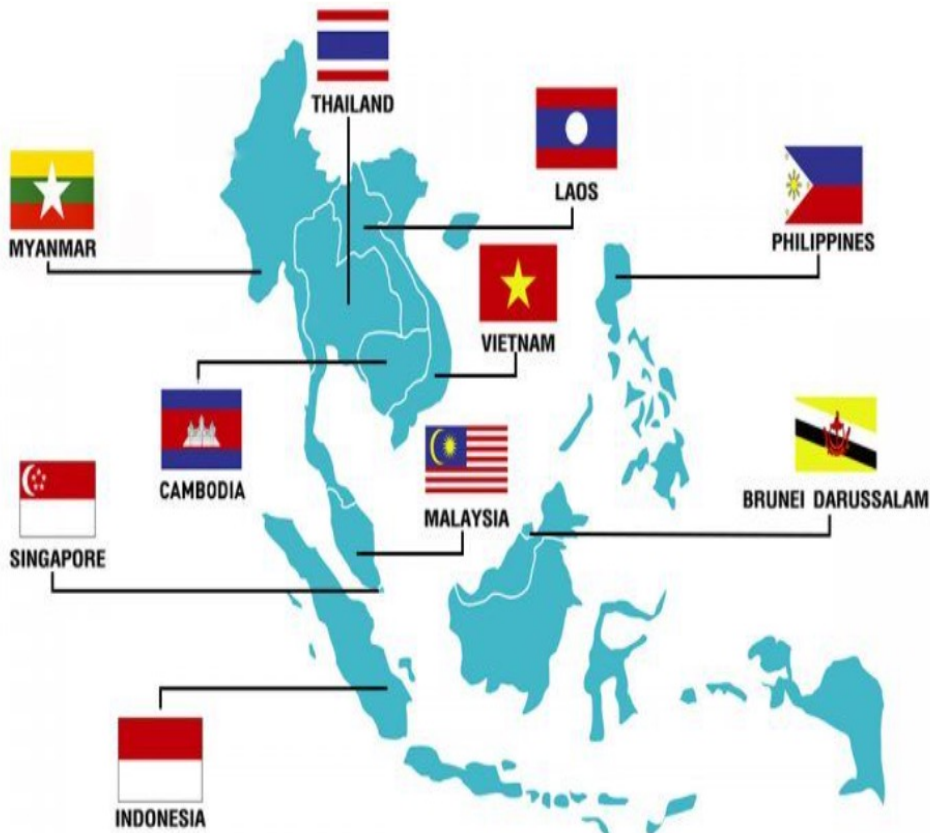 THAILAND
LAOS
MYANMAR
PHILIPPINES
VIETNAM
CAMBODIA
MALAYSIA
BRUNEI DARUSSALAM
SINGAPORE
INDONESIA